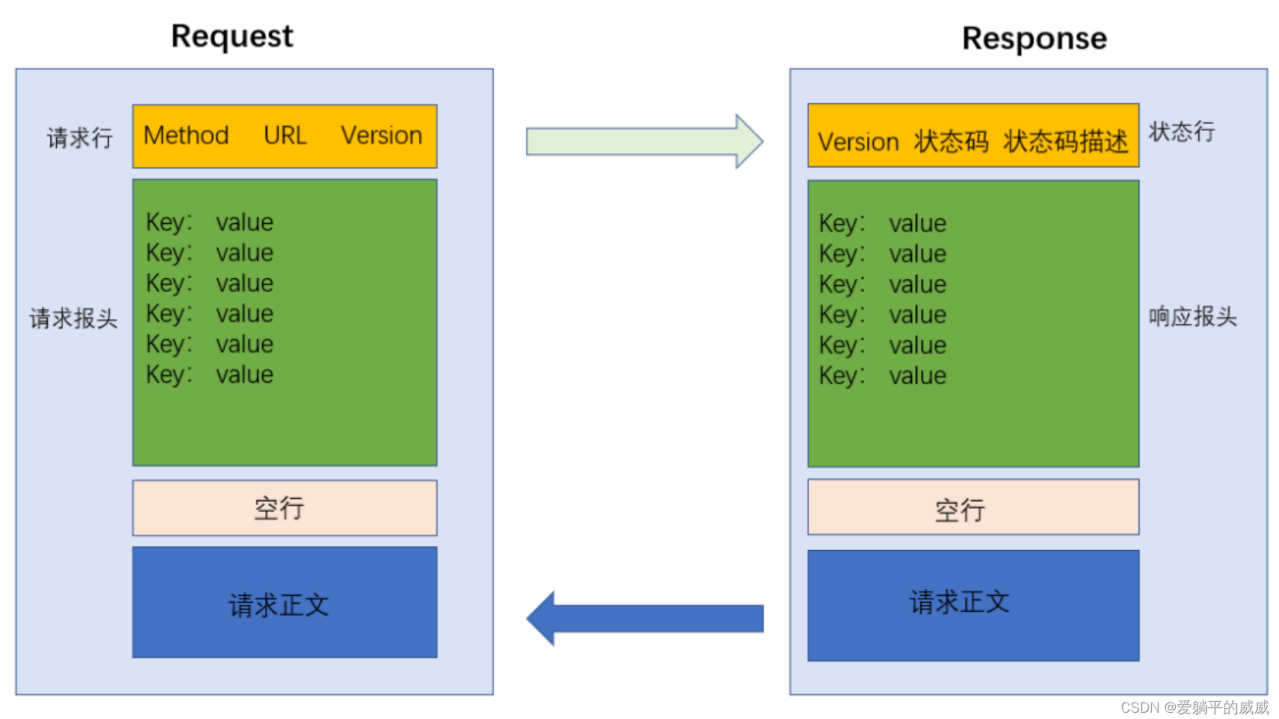 Request
请求行
Method URL Version
请求报头
Key: value
Key: value
Key: value
Key: value
Key: value
Key: value
空行
请求正文
Response
Version 状态码 状态码描述
状态行
Key: value
Key: value
Key: value
Key: value
Key: value
Key: value
响应报头
空行
请求正文
CSDN @爱躺平的威威